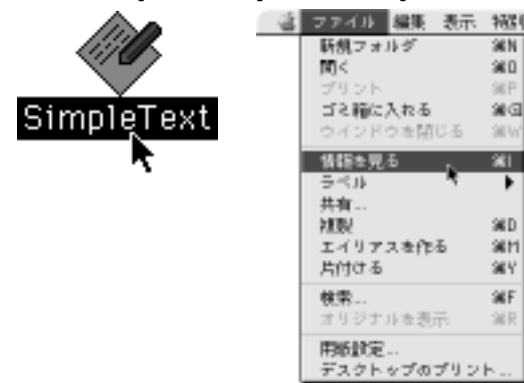 SimpleText
ファイル 編集 表示 特別
新規フォルダ ⌘N
開く ⌘O
プリント ⌘P
ゴミ箱に入れる ⌘
ウインドウを閉じる ⌘W
情報を見る ⌘I
ラベル
共有...
複製 ⌘D
エイリアスを作る ⌘M
片付ける ⌘Y
検索... ⌘F
オリジナルを表示 ⌘R
用紙設定...
デスクトップのプリント...